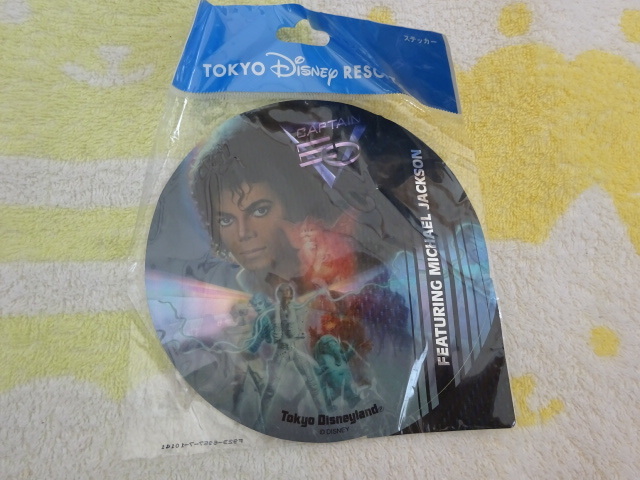 ステッカー
TOKYO Disney RESO
CAPTAIN
EO
FEATURING MICHAEL JACKSON
Tokyo Disneyland
© DISNEY